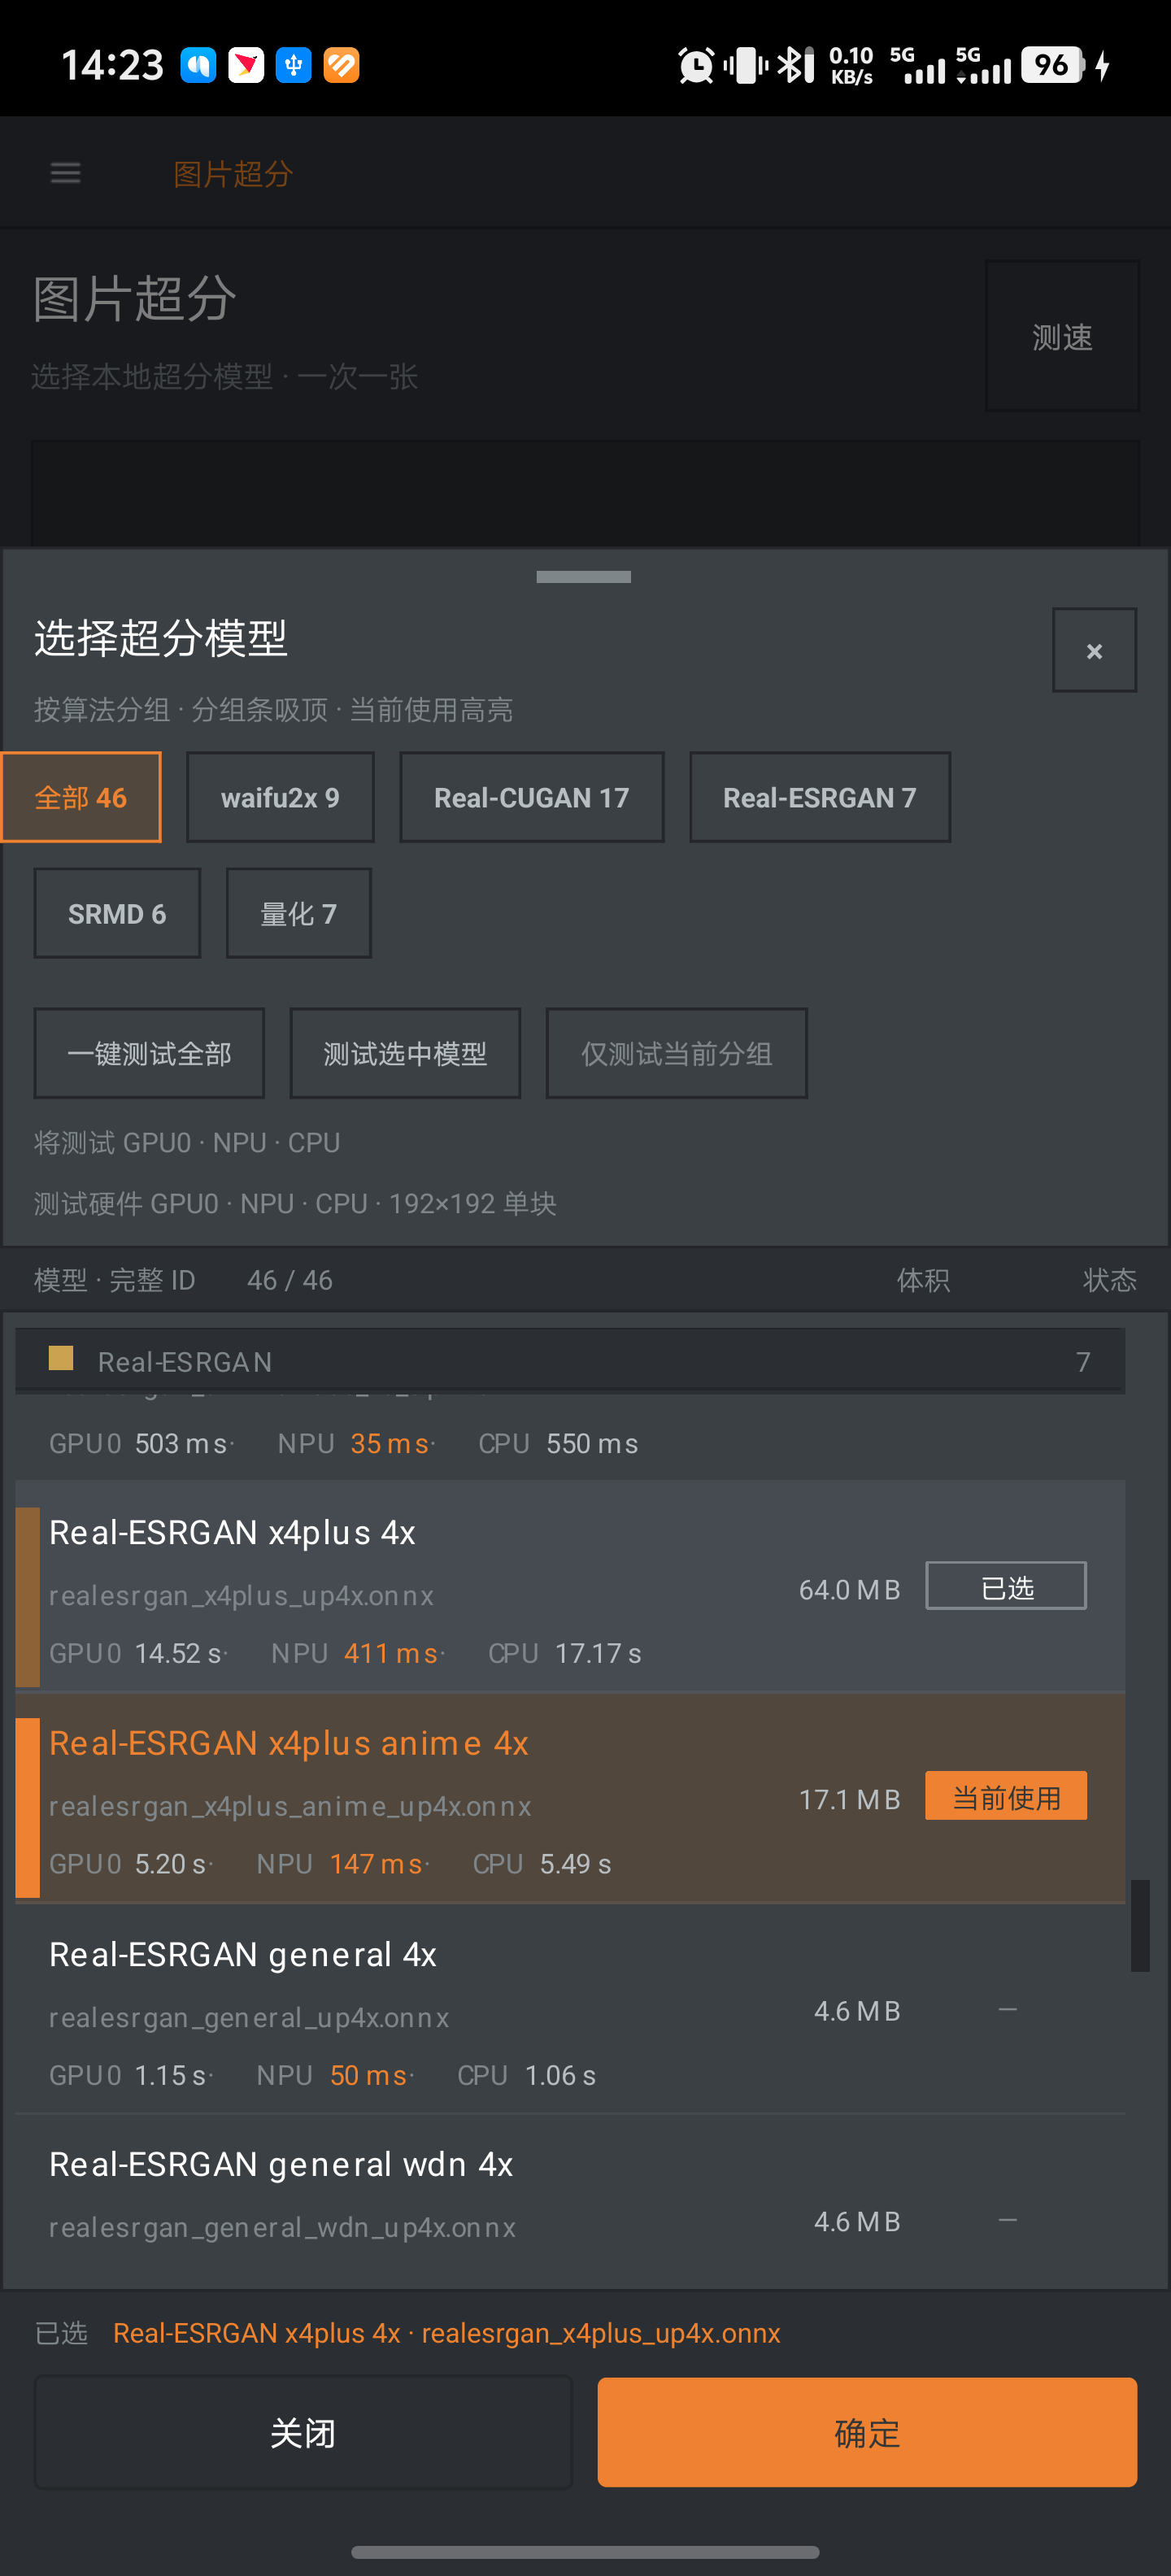 14:23
0.10 KB/s
5G
5G
96
图片超分
图片超分
选择本地超分模型 · 一次一张
测速
选择超分模型
×
按算法分组 · 分组条吸顶 · 当前使用高亮
全部 46
waifu2x 9
Real-CUGAN 17
Real-ESRGAN 7
SRMD 6
量化 7
一键测试全部
测试选中模型
仅测试当前分组
将测试 GPU0 · NPU · CPU
测试硬件 GPU0 · NPU · CPU · 192×192 单块
模型 · 完整 ID 46 / 46 体积 状态
Real-ESRGAN 7
GPU0 503 ms· NPU 35 ms· CPU 550 ms
Real-ESRGAN x4plus 4x
realesrgan_x4plus_up4x.onnx 64.0 MB 已选
GPU0 14.52 s· NPU 411 ms· CPU 17.17 s
Real-ESRGAN x4plus anime 4x
realesrgan_x4plus_anime_up4x.onnx 17.1 MB 当前使用
GPU0 5.20 s· NPU 147 ms· CPU 5.49 s
Real-ESRGAN general 4x
realesrgan_general_up4x.onnx 4.6 MB —
GPU0 1.15 s· NPU 50 ms· CPU 1.06 s
Real-ESRGAN general wdn 4x
realesrgan_general_wdn_up4x.onnx 4.6 MB —
已选 Real-ESRGAN x4plus 4x · realesrgan_x4plus_up4x.onnx
关闭
确定